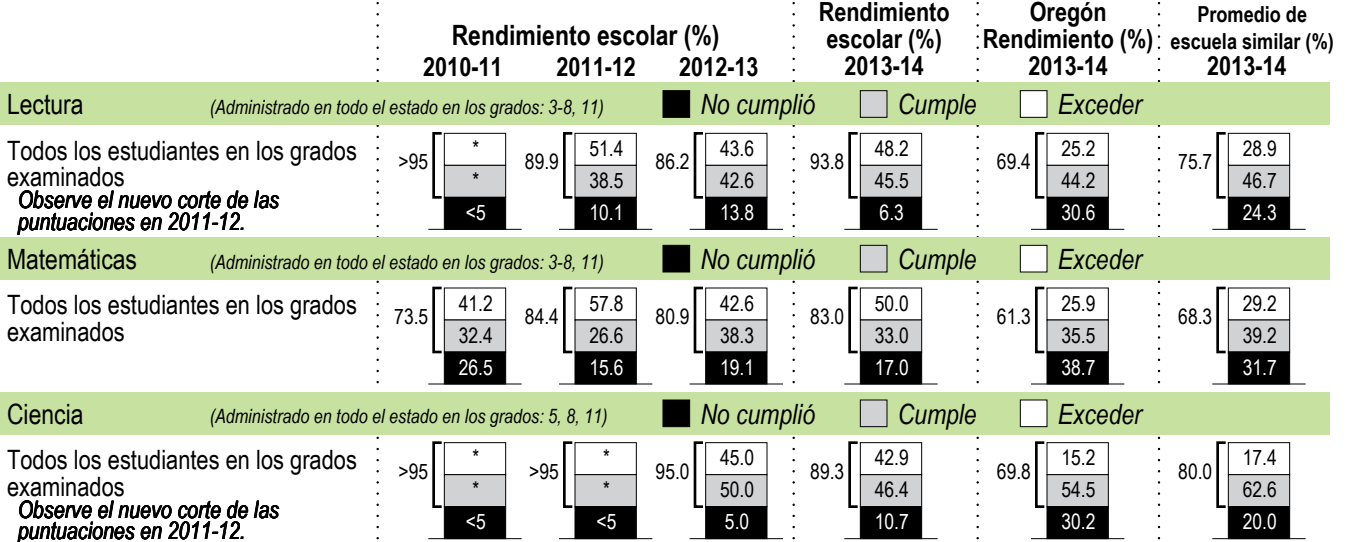 Rendimiento escolar (%)
2010-11 2011-12 2012-13
Rendimiento
escolar (%)
2013-14
Oregón
Rendimiento (%)
2013-14
Promedio de
escuela similar (%)
2013-14
Lectura (Administrado en todo el estado en los grados: 3-8, 11) No cumplió Cumple Exceder
Todos los estudiantes en los grados
examinados
Observe el nuevo corte de las
puntuaciones en 2011-12.
>95 * * <5
89.9 51.4 38.5 10.1
86.2 43.6 42.6 13.8
93.8 48.2 45.5 6.3
69.4 25.2 44.2 30.6
75.7 28.9 46.7 24.3
Matemáticas (Administrado en todo el estado en los grados: 3-8, 11) No cumplió Cumple Exceder
Todos los estudiantes en los grados
examinados
73.5 41.2 32.4 26.5
84.4 57.8 26.6 15.6
80.9 42.6 38.3 19.1
83.0 50.0 33.0 17.0
61.3 25.9 35.5 38.7
68.3 29.2 39.2 31.7
Ciencia (Administrado en todo el estado en los grados: 5, 8, 11) No cumplió Cumple Exceder
Todos los estudiantes en los grados
examinados
Observe el nuevo corte de las
puntuaciones en 2011-12.
>95 * * <5
>95 * * <5
95.0 45.0 50.0 5.0
89.3 42.9 46.4 10.7
69.8 15.2 54.5 30.2
80.0 17.4 62.6 20.0